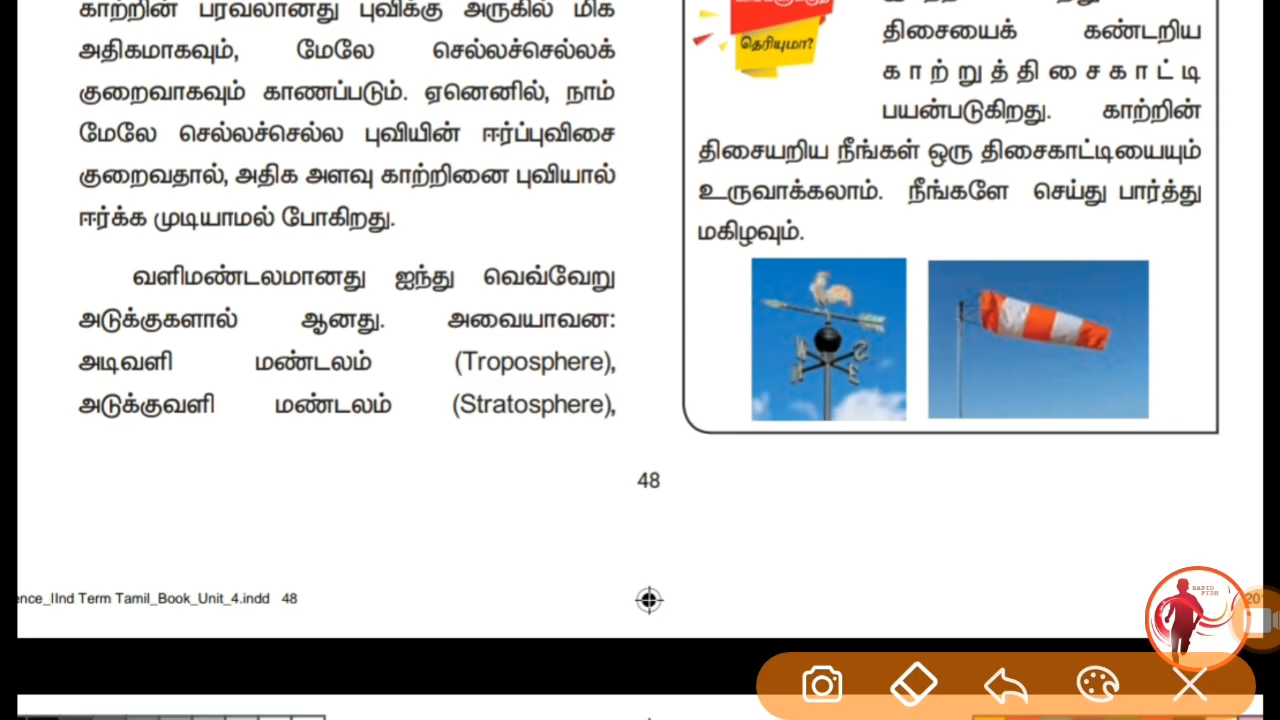 காற்றின் பரவலானது புவிக்கு அருகில் மிக
அதிகமாகவும், மேலே செல்லச்செல்லக்
குறைவாகவும் காணப்படும். ஏனெனில், நாம்
மேலே செல்லச்செல்ல புவியின் ஈர்ப்புவிசை
குறைவதால், அதிக அளவு காற்றினை புவியால்
ஈர்க்க முடியாமல் போகிறது.
வளிமண்டலமானது ஐந்து வெவ்வேறு
அடுக்குகளால் ஆனது. அவையாவன:
அடிவளி மண்டலம் (Troposphere),
அடுக்குவளி மண்டலம் (Stratosphere),
தெரியுமா?
திசையைக் கண்டறிய
காற்றுத்திசைகாட்டி
பயன்படுகிறது. காற்றின்
திசையறிய நீங்கள் ஒரு திசைகாட்டியையும்
உருவாக்கலாம். நீங்களே செய்து பார்த்து
மகிழவும்.
48
ence_IInd Term Tamil_Book_Unit_4.indd 48
RAPID
FIRE